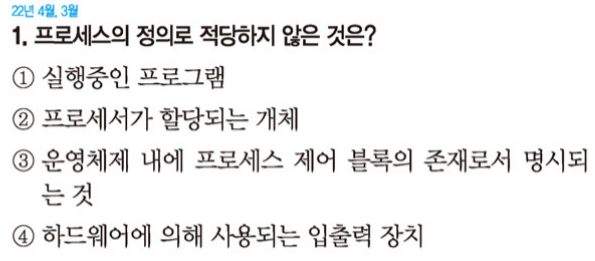 22년 4월, 3월
1. 프로세스의 정의로 적당하지 않은 것은?
① 실행중인 프로그램
② 프로세서가 할당되는 개체
③ 운영체제 내에 프로세스 제어 블록의 존재로서 명시되
는 것
④ 하드웨어에 의해 사용되는 입출력 장치